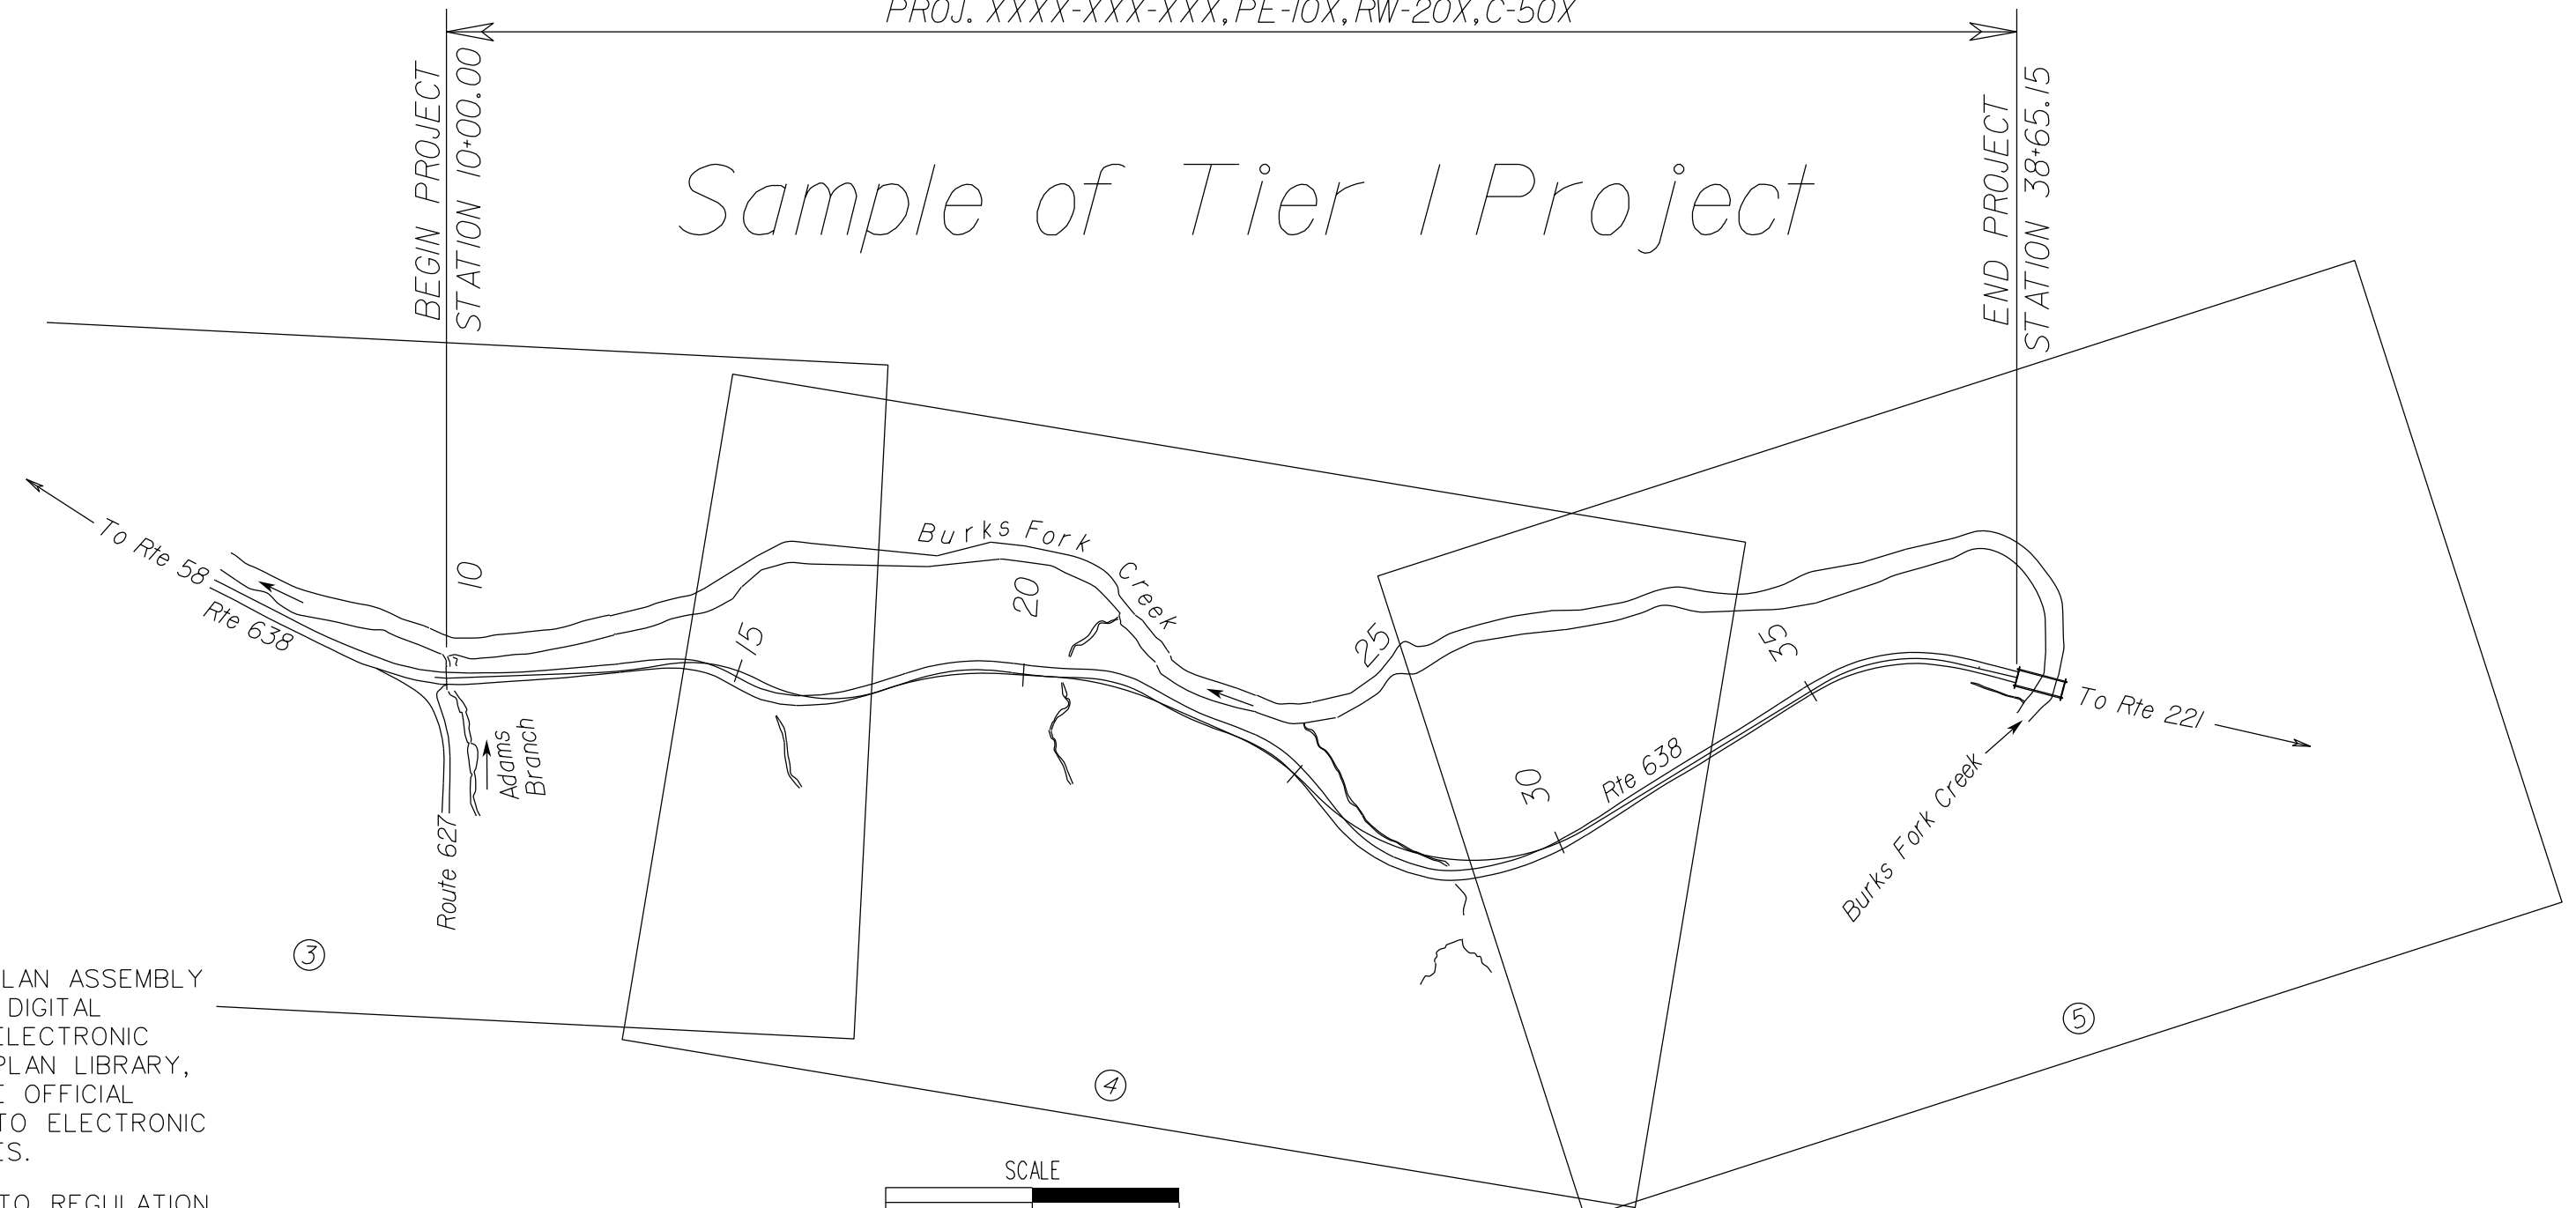 PROJ. XXXX-XXX-XXX, PE-10X, RW-20X, C-50X
BEGIN PROJECT
STATION 10+00.00
END PROJECT
STATION 38+65.15
Sample of Tier 1 Project
To Rte 58
Rte 638
10
15
20
Burks Fork
Creek
25
30
35
Rte 638
To Rte 221
Burks Fork Creek
Adams
Branch
Route 627
3
4
5
LAN ASSEMBLY
DIGITAL
ELECTRONIC
PLAN LIBRARY,
E OFFICIAL
TO ELECTRONIC
ES.
TO REGULATION
SCALE